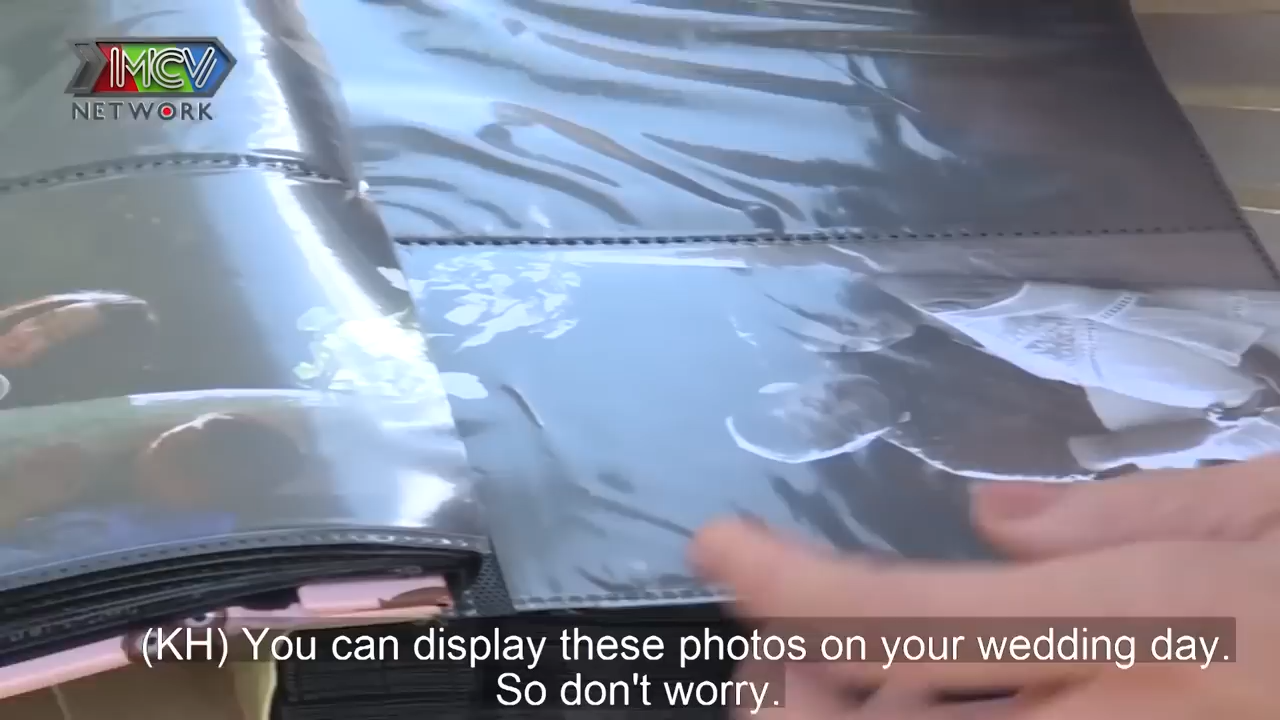 MCV
NETWORK
(KH) You can display these photos on your wedding day.
So don't worry.